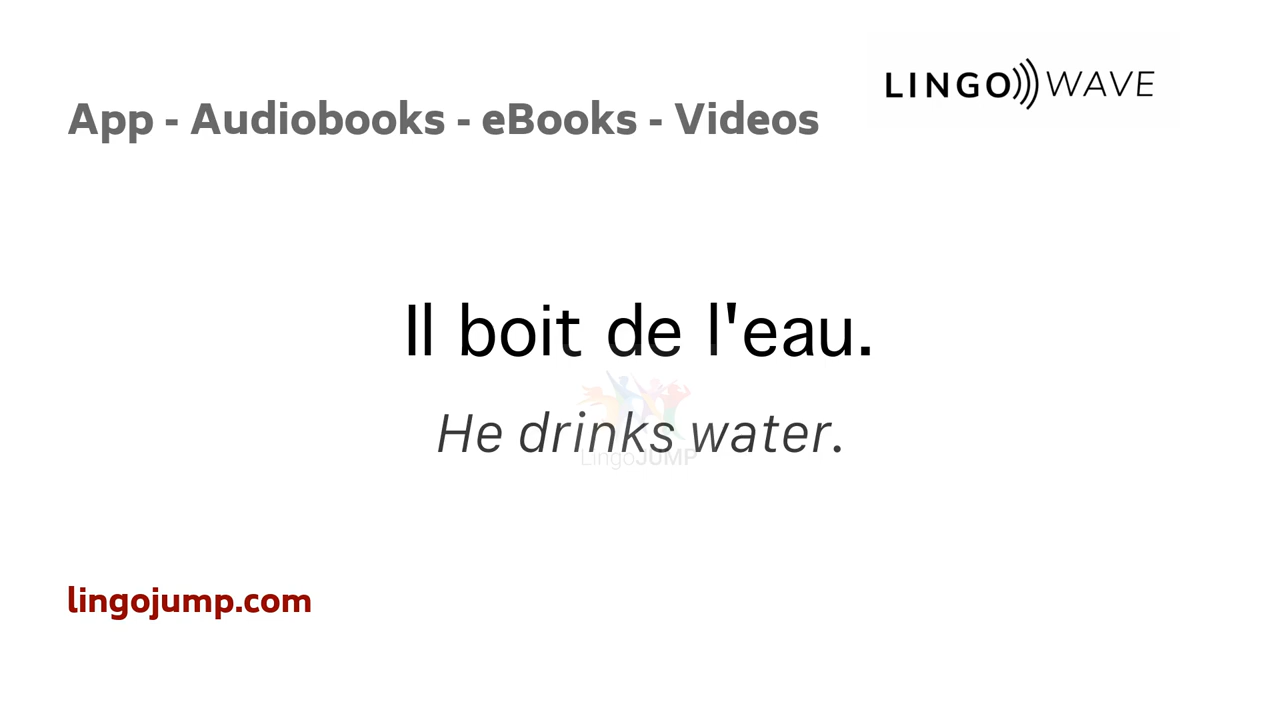 LINGO WAVE
App - Audiobooks - eBooks - Videos
Il boit de l'eau.
He drinks water.
LingoJUMP
lingojump.com